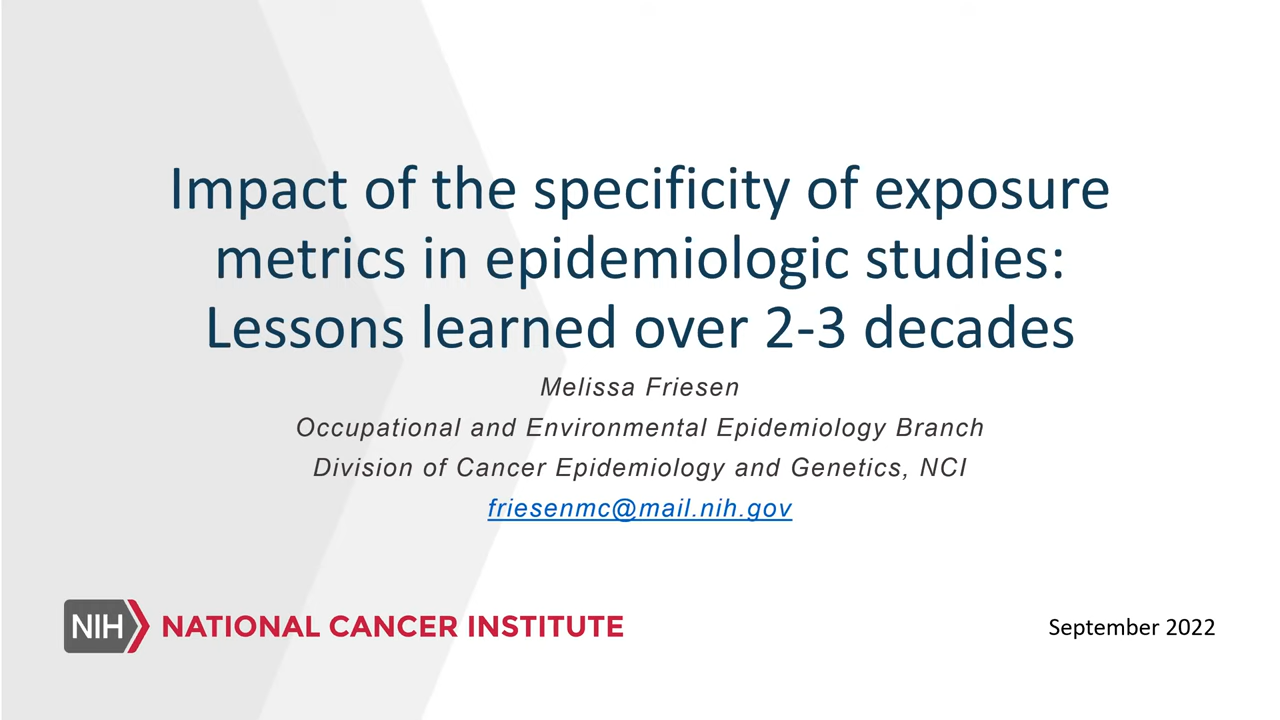 Impact of the specificity of exposure
metrics in epidemiologic studies:
Lessons learned over 2-3 decades
Melissa Friesen
Occupational and Environmental Epidemiology Branch
Division of Cancer Epidemiology and Genetics, NCI
friesenmc@mail.nih.gov
NIH NATIONAL CANCER INSTITUTE
September 2022